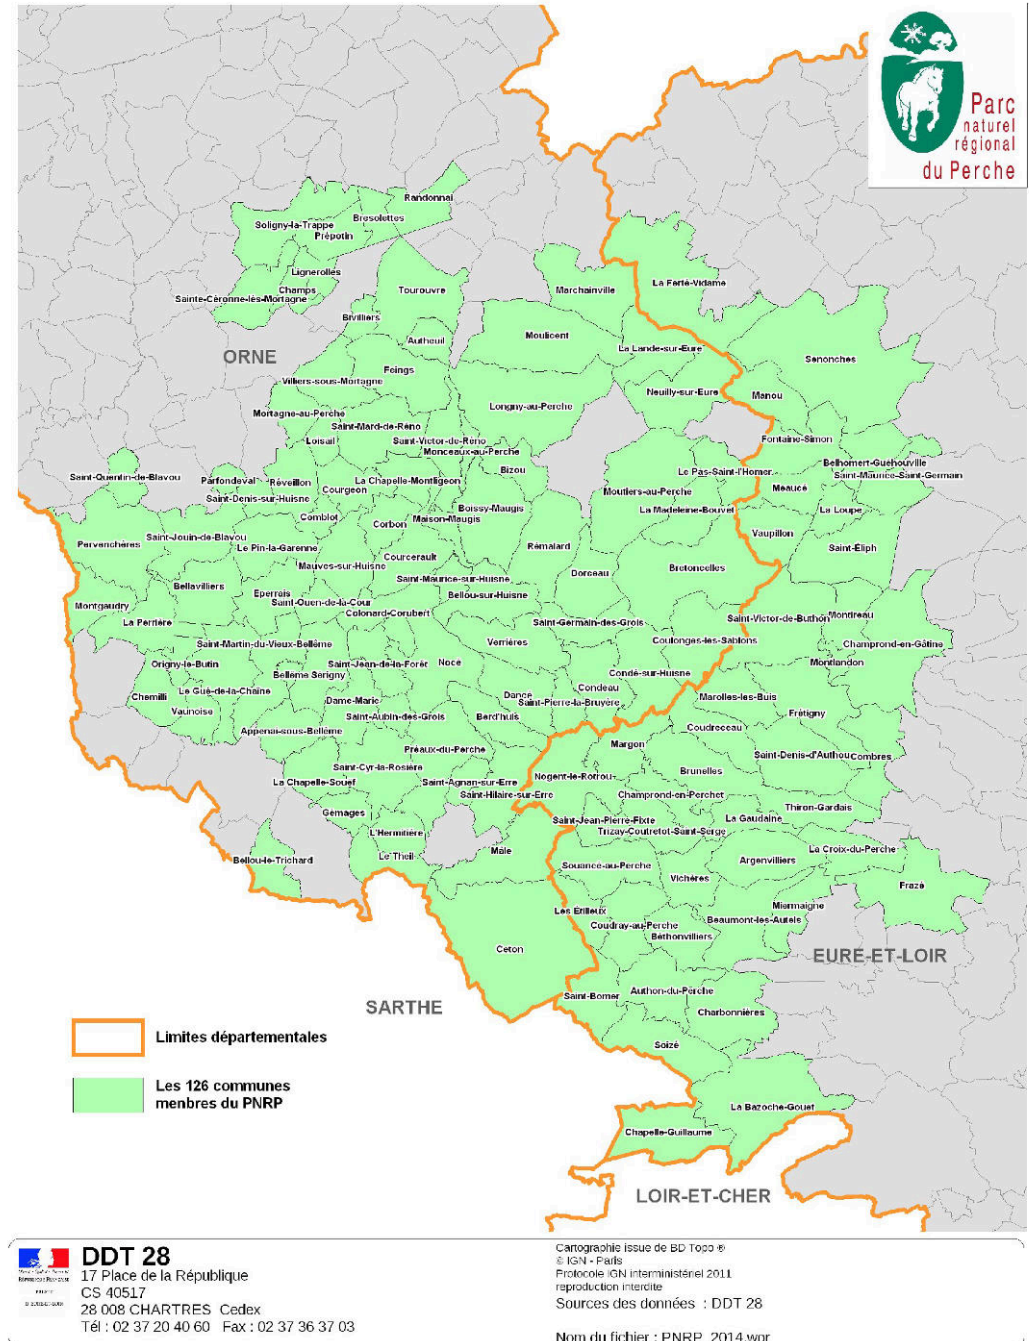 Parc
naturel
régional
du Perche
Randonnai
Bresolettes
Soligny-la-Trappe
Prépotin
Lignerolles
Champs
Sainte-Céronne-lès-Mortagne
Tourouvre
Bivilliers
Autheuil
Marchainville
La Ferté-Vidame
Moulicent
La Lande-sur-Eure
Senonches
ORNE
Feings
Villiers-sous-Mortagne
Neuilly-sur-Eure
Manou
Longny-au-Perche
Mortagne-au-Perche
Saint-Mard-de-Réno
Loisail
Saint-Victor-de-Réno
Monceaux-au-Perche
Fontaine-Simon
Bizou
Belhomert-Guéhouville
Saint-Maurice-Saint-Germain
Le Pas-Saint-l'Homer
Saint-Quentin-de-Blavou
Parfondeval
Réveillon
La Chapelle-Montligeon
Courgeon
Moutiers-au-Perche
Meaucé
Saint-Denis-sur-Huisne
Boissy-Maugis
La Madeleine-Bouvet
La Loupe
Comblot
Corbon
Maison-Maugis
Vaupillon
Saint-Jouin-de-Blavou
Pervenchères
Le Pin-la-Garenne
Rémalard
Saint-Éliph
Courcerault
Mauves-sur-Huisne
Dorceau
Bretoncelles
Saint-Maurice-sur-Huisne
Bellavilliers
Eperrais
Bellou-sur-Huisne
Montgaudry
Saint-Ouen-de-la-Cour
Colonard-Corubert
La Perrière
Saint-Germain-des-Grois
Saint-Victor-de-Buthon
Montireau
Saint-Martin-du-Vieux-Bellême
Verrières
Coulonges-les-Sablons
Champrond-en-Gâtine
Origny-le-Butin
Saint-Jean-de-la-Forêt
Nocé
Montlandon
Bellême Serigny
Condé-sur-Huisne
Chemilli
Le Gué-de-la-Chaîne
Condeau
Dame-Marie
Dancé
Saint-Pierre-la-Bruyère
Marolles-les-Buis
Vaunoise
Saint-Aubin-des-Grois
Berd'huis
Frétigny
Appenai-sous-Bellême
Coudreceau
Préaux-du-Perche
Margon
Saint-Denis-d'Authou
Combres
Saint-Cyr-la-Rosière
Brunelles
La Chapelle-Souëf
Saint-Agnan-sur-Erre
Nogent-le-Rotrou
Saint-Hilaire-sur-Erre
Champrond-en-Perchet
Thiron-Gardais
Gemages
Saint-Jean-Pierre-Fixte
La Gaudaine
L'Hermitière
Trizay-Coutretot-Saint-Serge
Mâle
La Croix-du-Perche
Le Theil
Bellou-le-Trichard
Souancé-au-Perche
Argenvilliers
Vichères
Frazé
Miermaigne
Les Étilleux
Beaumont-les-Autels
Coudray-au-Perche
Béthonvilliers
Ceton
EURE-ET-LOIR
Saint-Bomer
Authon-du-Perche
SARTHE
Charbonnières
Limites départementales
Soizé
Les 126 communes
menbres du PNRP
La Bazoche-Gouet
Chapelle-Guillaume
LOIR-ET-CHER
DDT 28
17 Place de la République
CS 40517
28 008 CHARTRES Cedex
Tél : 02 37 20 40 60 Fax : 02 37 36 37 03
Cartographie issue de BD Topo ®
© IGN - Paris
Protocole IGN interministériel 2011
reproduction interdite
Sources des données : DDT 28
Nom du fichier : PNRP_2014.wor